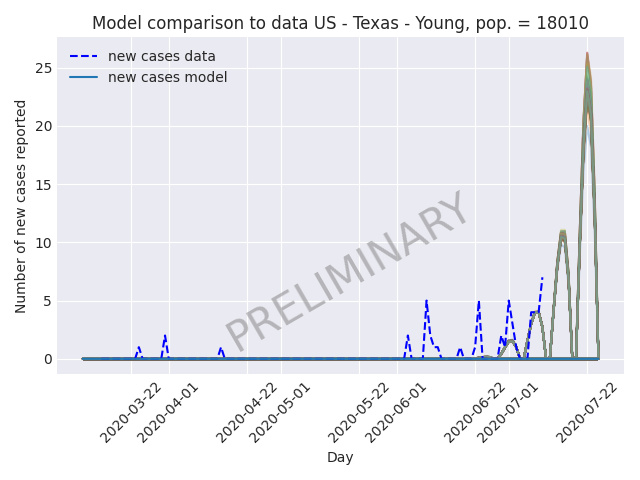 Model comparison to data US - Texas - Young, pop. = 18010
new cases data
new cases model
Number of new cases reported
25
20
15
10
5
0
PRELIMINARY
2020-03-22
2020-04-01
2020-04-22
2020-05-01
2020-05-22
2020-06-01
2020-06-22
2020-07-01
2020-07-22
Day